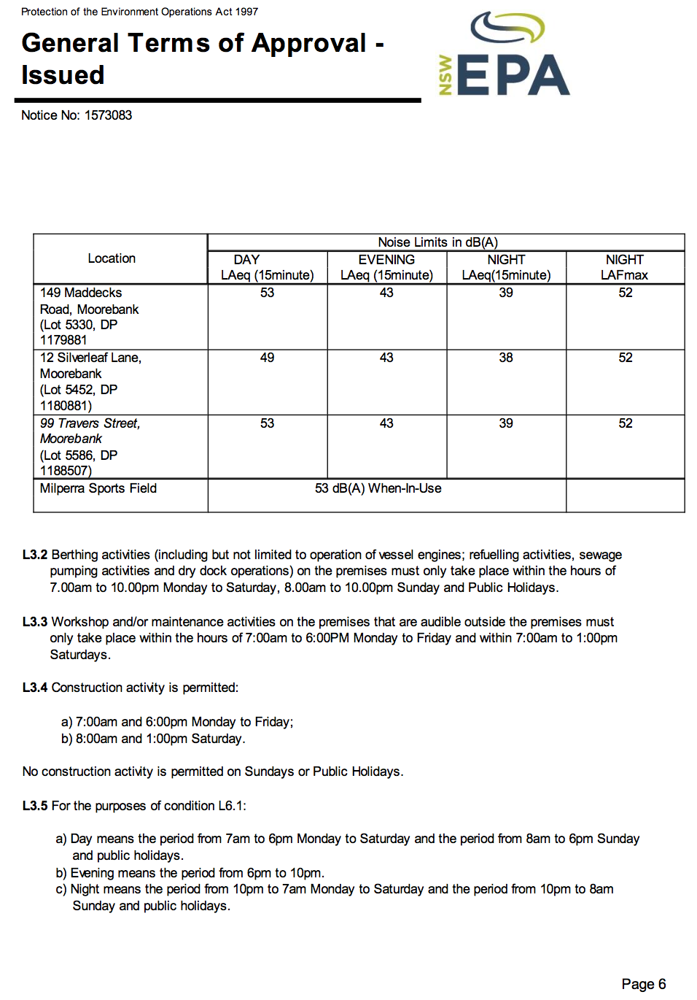 Protection of the Environment Operations Act 1997
General Terms of Approval -
Issued
NSW EPA
Notice No: 1573083
Location
Noise Limits in dB(A)
DAY EVENING NIGHT NIGHT
LAeq (15minute) LAeq (15minute) LAeq(15minute) LAFmax
149 Maddecks 53 43 39 52
Road, Moorebank
(Lot 5330, DP
1179881
12 Silverleaf Lane, 49 43 38 52
Moorebank
(Lot 5452, DP
1180881)
99 Travers Street, 53 43 39 52
Moorebank
(Lot 5586, DP
1188507)
Milperra Sports Field 53 dB(A) When-In-Use
L3.2 Berthing activities (including but not limited to operation of vessel engines; refuelling activities, sewage
pumping activities and dry dock operations) on the premises must only take place within the hours of
7.00am to 10.00pm Monday to Saturday, 8.00am to 10.00pm Sunday and Public Holidays.
L3.3 Workshop and/or maintenance activities on the premises that are audible outside the premises must
only take place within the hours of 7:00am to 6:00PM Monday to Friday and within 7:00am to 1:00pm
Saturdays.
L3.4 Construction activity is permitted:
a) 7:00am and 6:00pm Monday to Friday;
b) 8:00am and 1:00pm Saturday.
No construction activity is permitted on Sundays or Public Holidays.
L3.5 For the purposes of condition L6.1:
a) Day means the period from 7am to 6pm Monday to Saturday and the period from 8am to 6pm Sunday
and public holidays.
b) Evening means the period from 6pm to 10pm.
c) Night means the period from 10pm to 7am Monday to Saturday and the period from 10pm to 8am
Sunday and public holidays.
Page 6